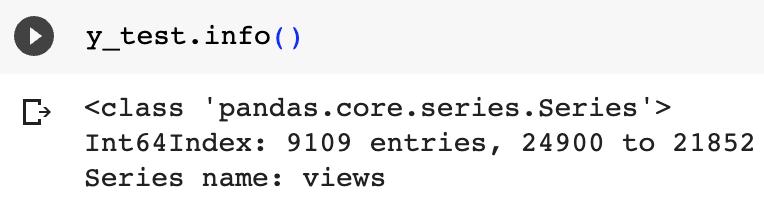 y_test.info()
<class 'pandas.core.series.Series'>
Int64Index: 9109 entries, 24900 to 21852
Series name: views